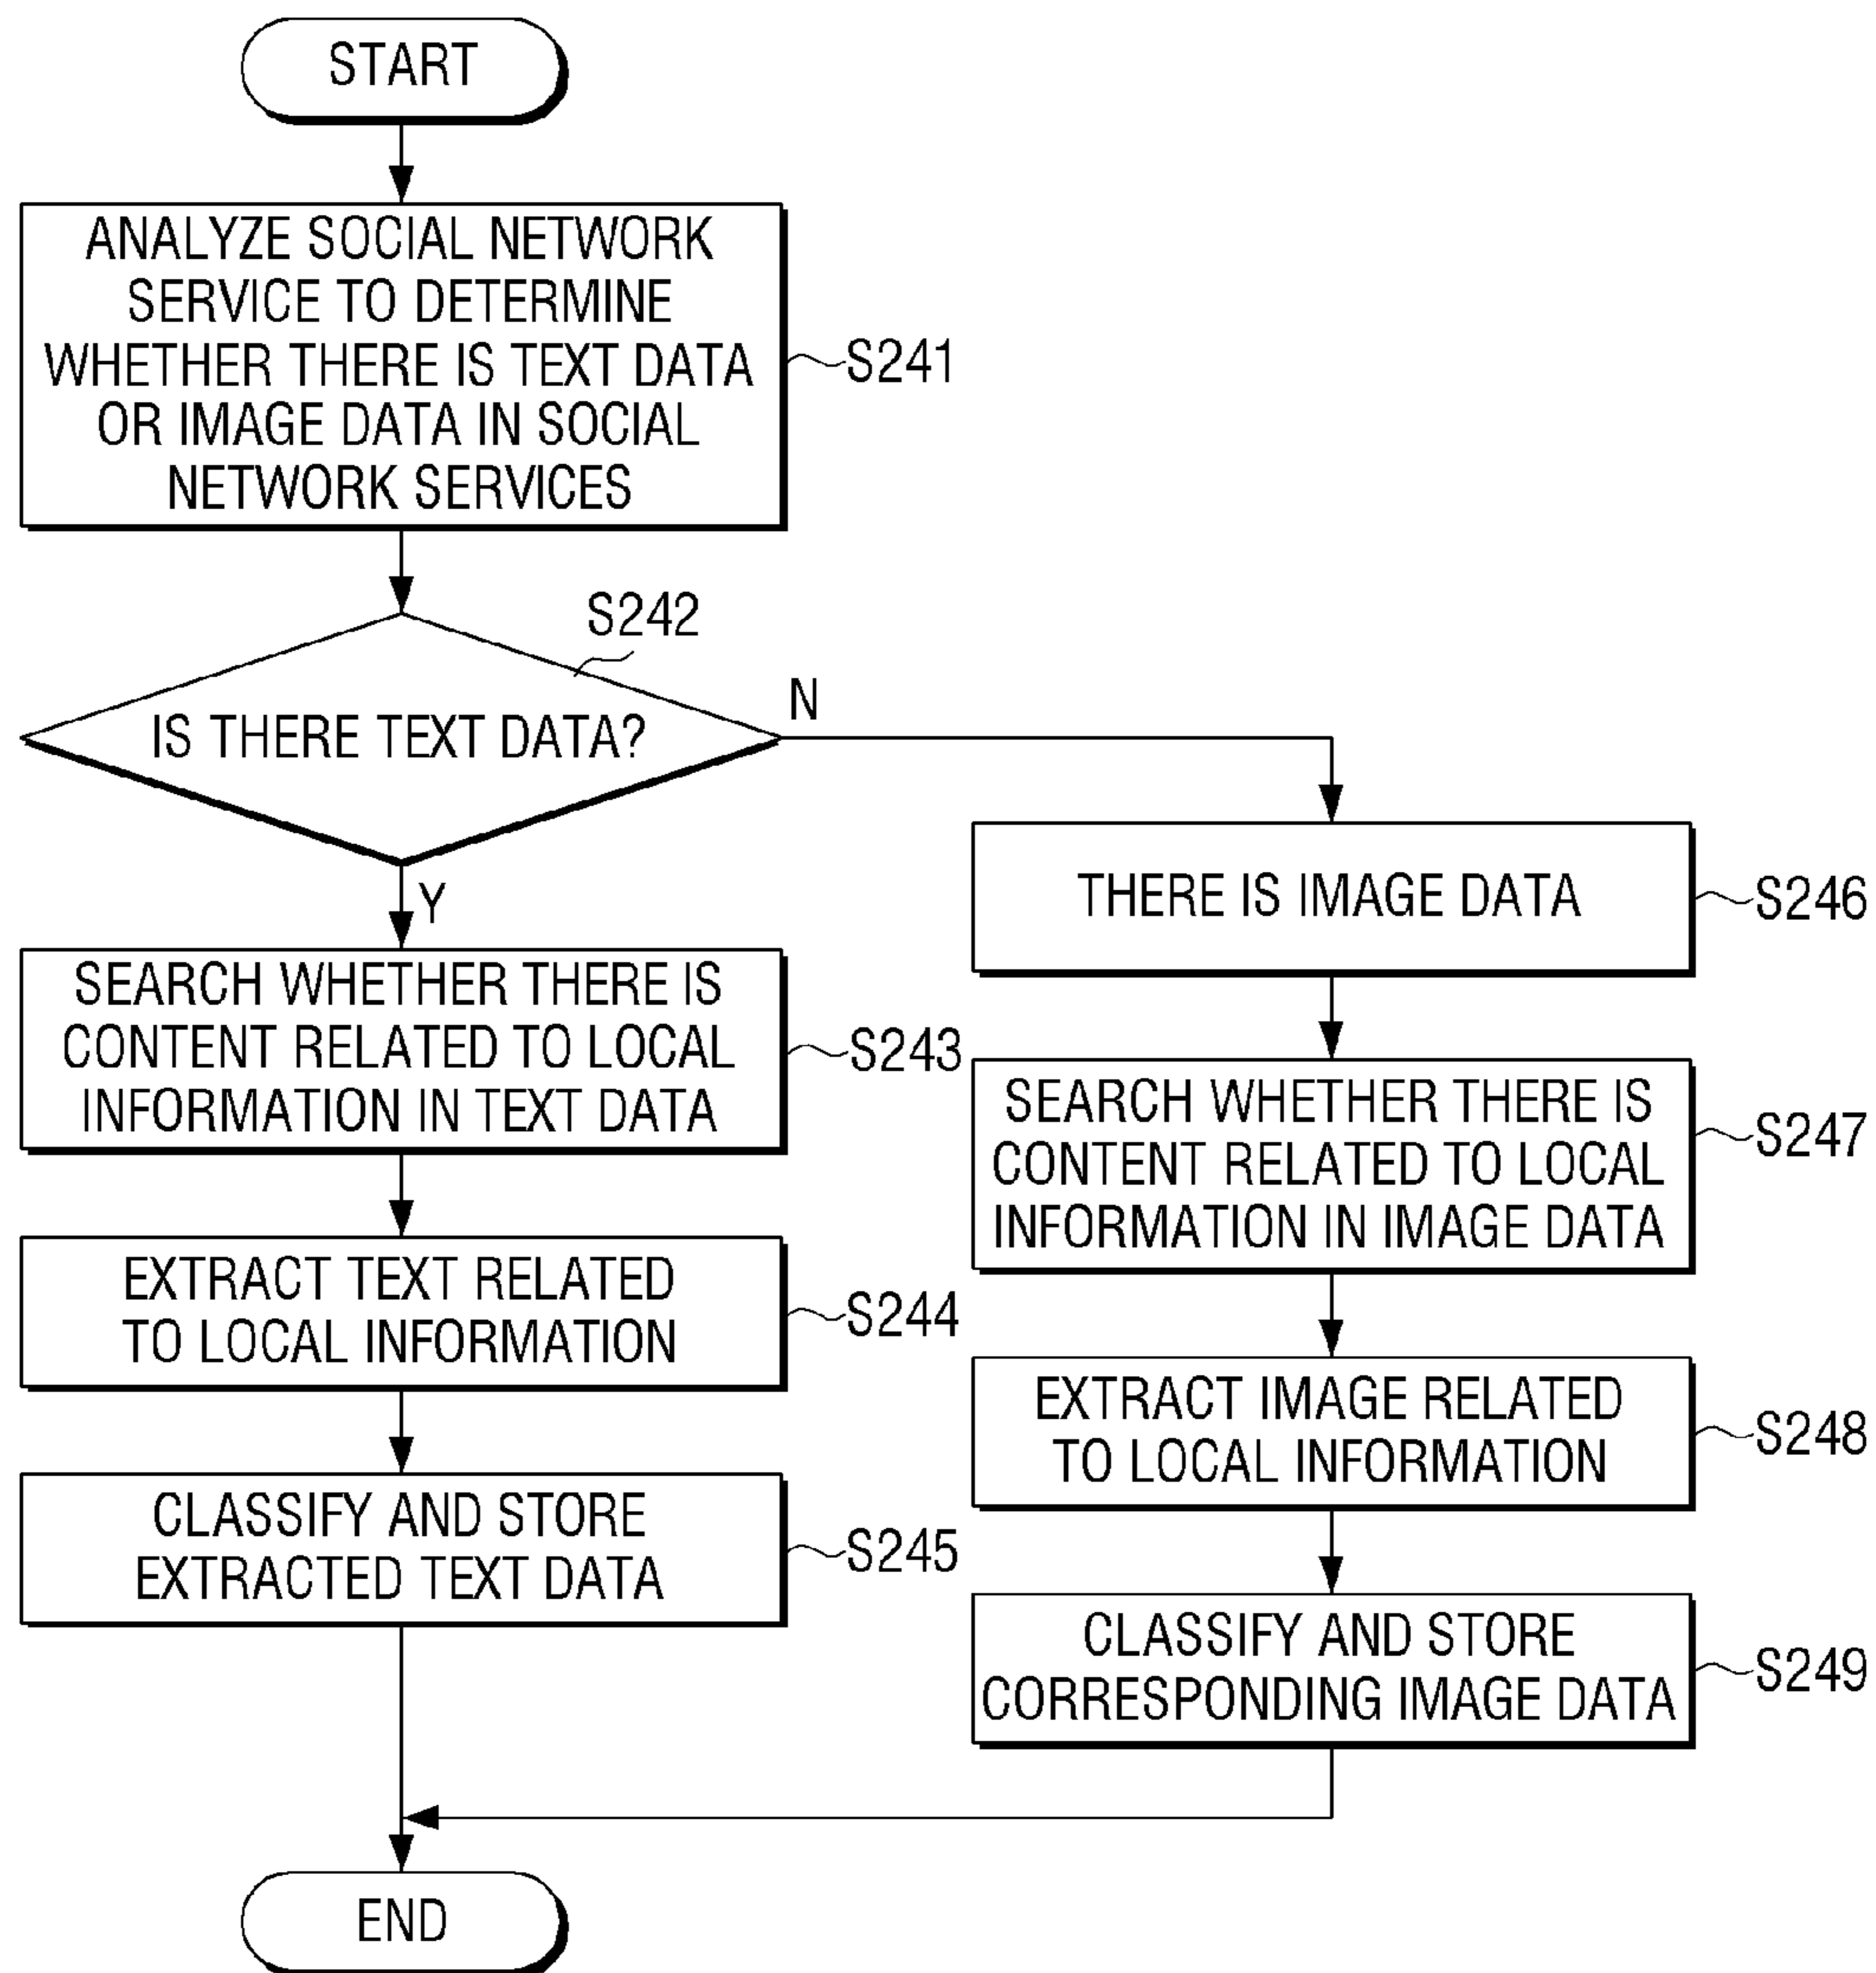 START
ANALYZE SOCIAL NETWORK
SERVICE TO DETERMINE
WHETHER THERE IS TEXT DATA
OR IMAGE DATA IN SOCIAL
NETWORK SERVICES
S241
S242
IS THERE TEXT DATA?
N
Y
SEARCH WHETHER THERE IS
CONTENT RELATED TO LOCAL
INFORMATION IN TEXT DATA
S243
EXTRACT TEXT RELATED
TO LOCAL INFORMATION
S244
CLASSIFY AND STORE
EXTRACTED TEXT DATA
S245
THERE IS IMAGE DATA
S246
SEARCH WHETHER THERE IS
CONTENT RELATED TO LOCAL
INFORMATION IN IMAGE DATA
S247
EXTRACT IMAGE RELATED
TO LOCAL INFORMATION
S248
CLASSIFY AND STORE
CORRESPONDING IMAGE DATA
S249
END